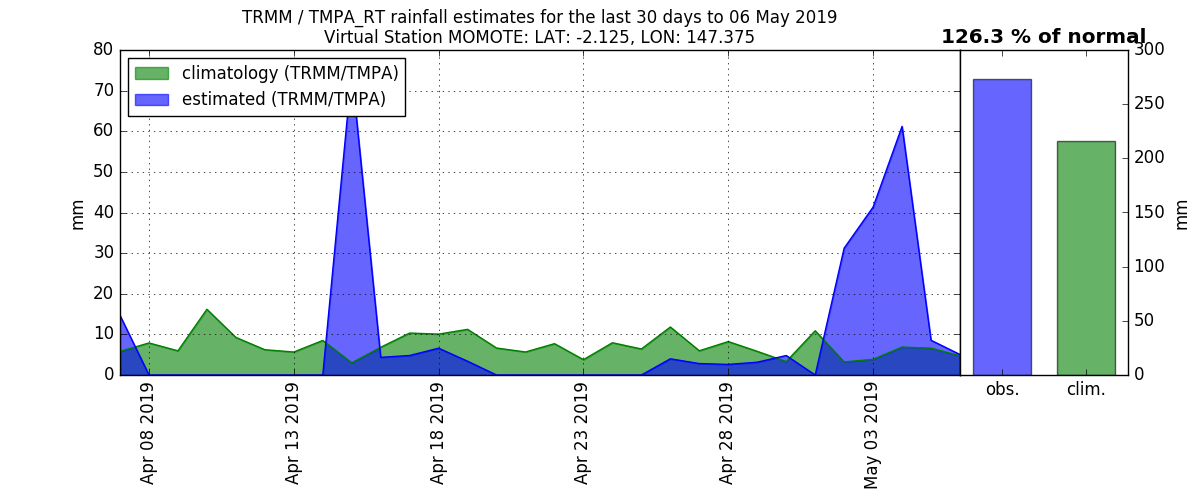 TRMM / TMPA_RT rainfall estimates for the last 30 days to 06 May 2019
Virtual Station MOMOTE: LAT: -2.125, LON: 147.375
126.3 % of normal
climatology (TRMM/TMPA)
estimated (TRMM/TMPA)
80
70
60
50
40
30
20
10
0
mm
Apr 08 2019
Apr 13 2019
Apr 18 2019
Apr 23 2019
Apr 28 2019
May 03 2019
300
250
200
150
100
50
0
mm
obs.
clim.